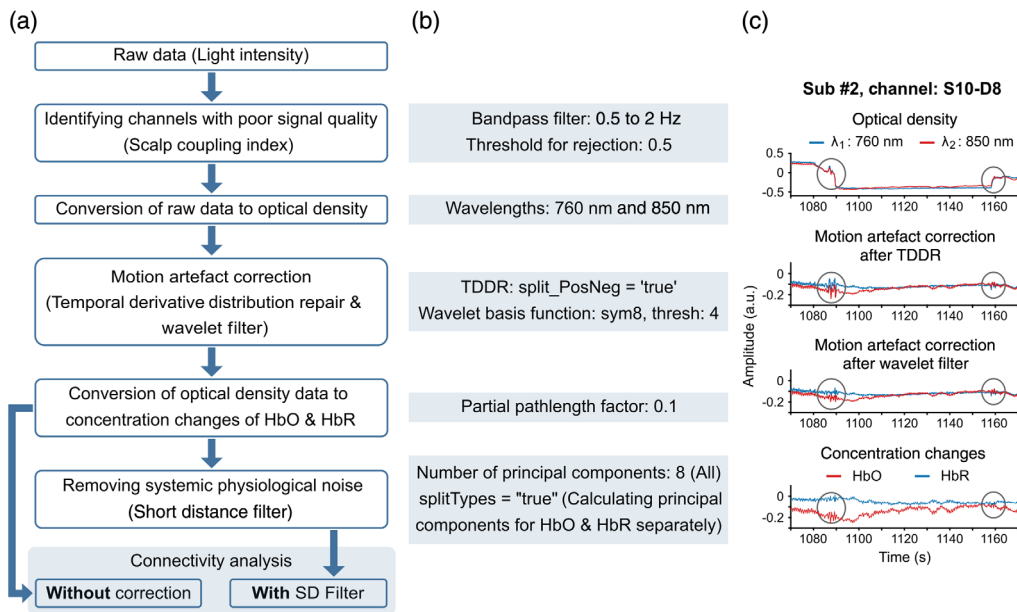 (a)
Raw data (Light intensity)
Identifying channels with poor signal quality
(Scalp coupling index)
Conversion of raw data to optical density
Motion artefact correction
(Temporal derivative distribution repair &
wavelet filter)
Conversion of optical density data to
concentration changes of HbO & HbR
Removing systemic physiological noise
(Short distance filter)
Connectivity analysis
Without correction
With SD Filter
(b)
Bandpass filter: 0.5 to 2 Hz
Threshold for rejection: 0.5
Wavelengths: 760 nm and 850 nm
TDDR: split_PosNeg = 'true'
Wavelet basis function: sym8, thresh: 4
Partial pathlength factor: 0.1
Number of principal components: 8 (All)
splitTypes = "true" (Calculating principal
components for HbO & HbR separately)
(c)
Sub #2, channel: S10-D8
Optical density
λ1: 760 nm λ2: 850 nm
0.5
0
-0.5
1080 1100 1120 1140 1160
Motion artefact correction
after TDDR
0
-0.2
1080 1100 1120 1140 1160
Motion artefact correction
after wavelet filter
0
-0.2
1080 1100 1120 1140 1160
Concentration changes
HbO HbR
0
-0.2
1080 1100 1120 1140 1160
Time (s)
Amplitude (a.u.)